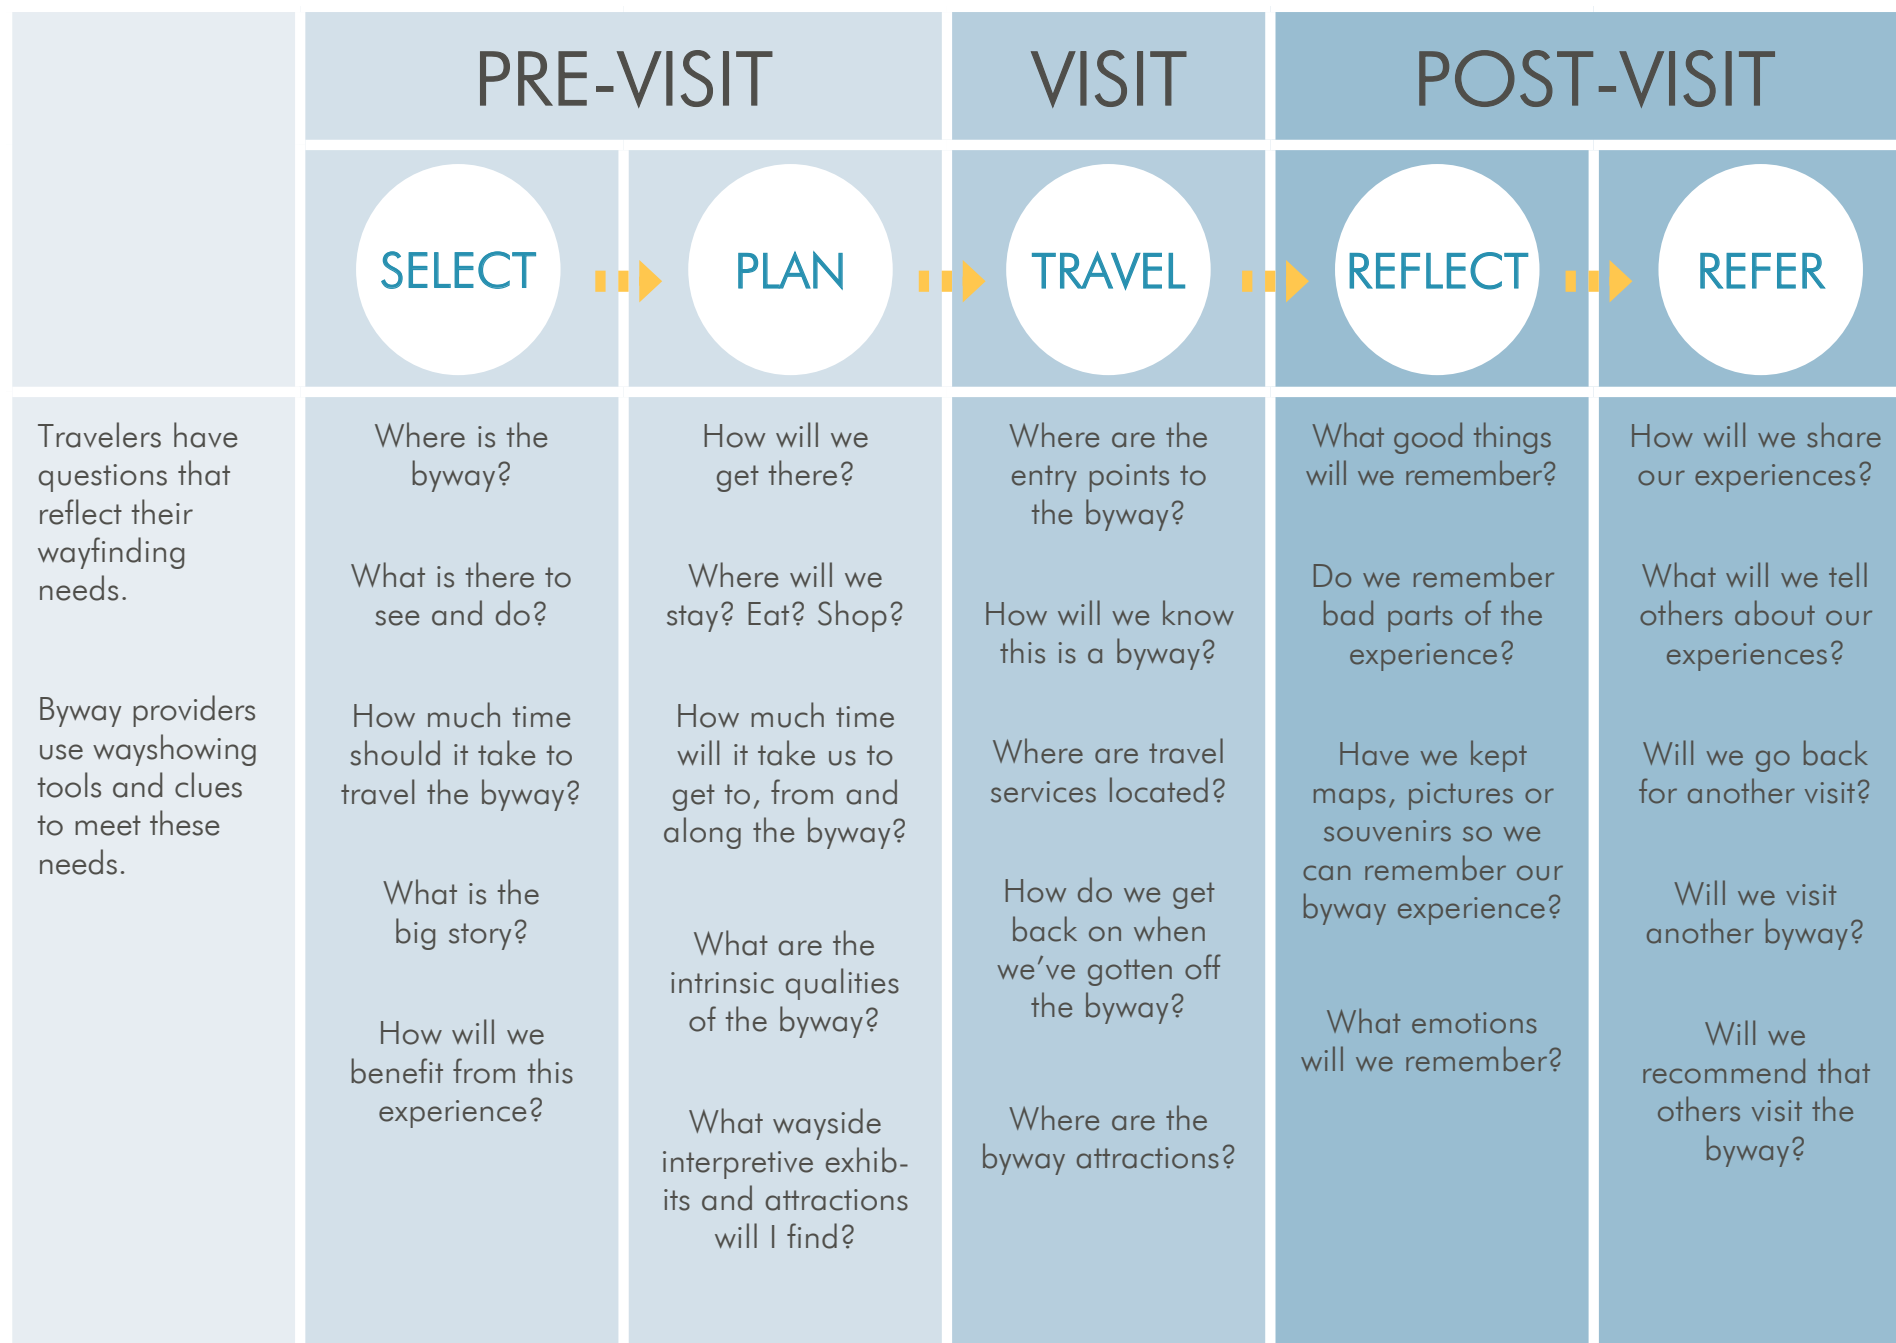 PRE-VISIT
VISIT
POST-VISIT
SELECT
PLAN
TRAVEL
REFLECT
REFER
Travelers have
questions that
reflect their
wayfinding
needs.
Byway providers
use wayshowing
tools and clues
to meet these
needs.
Where is the
byway?
What is there to
see and do?
How much time
should it take to
travel the byway?
What is the
big story?
How will we
benefit from this
experience?
How will we
get there?
Where will we
stay? Eat? Shop?
How much time
will it take us to
get to, from and
along the byway?
What are the
intrinsic qualities
of the byway?
What wayside
interpretive exhib-
its and attractions
will I find?
Where are the
entry points to
the byway?
How will we know
this is a byway?
Where are travel
services located?
How do we get
back on when
we’ve gotten off
the byway?
Where are the
byway attractions?
What good things
will we remember?
Do we remember
bad parts of the
experience?
Have we kept
maps, pictures or
souvenirs so we
can remember our
byway experience?
What emotions
will we remember?
How will we share
our experiences?
What will we tell
others about our
experiences?
Will we go back
for another visit?
Will we visit
another byway?
Will we
recommend that
others visit the
byway?